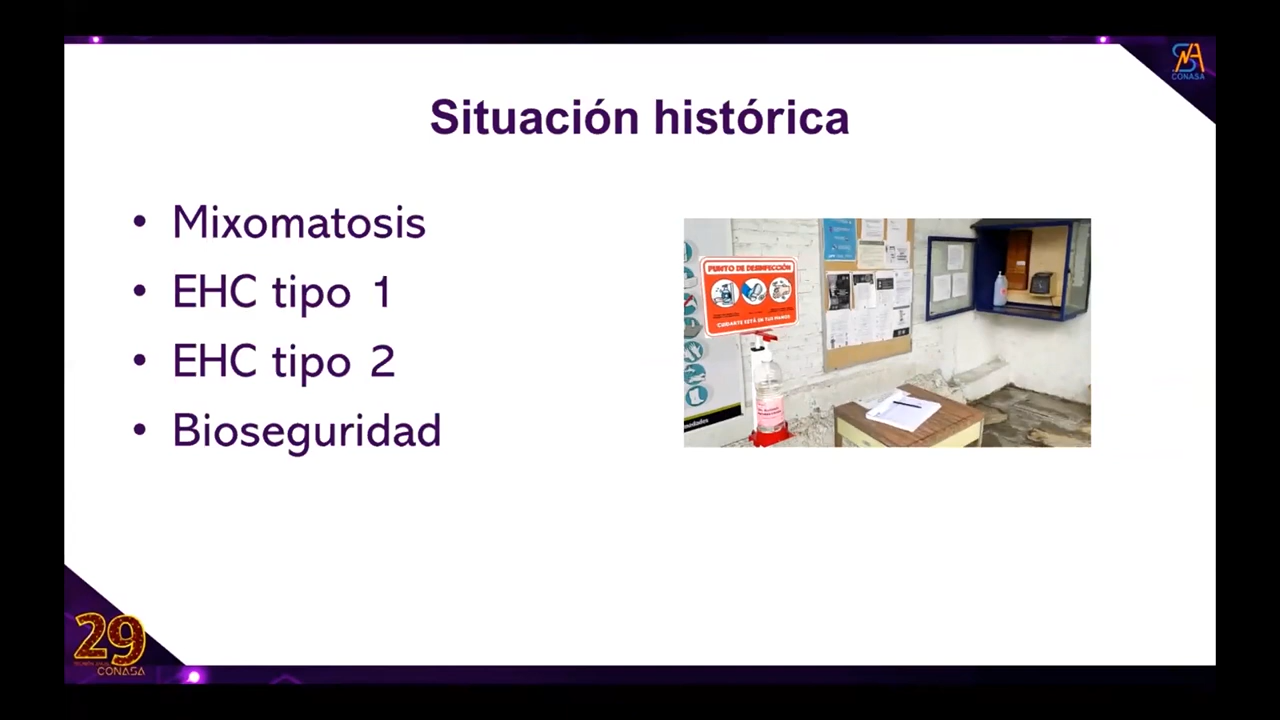 CONASA
Situación histórica
• Mixomatosis
• EHC tipo 1
• EHC tipo 2
• Bioseguridad
PUNTO DE DESINFECCIÓN
29
CONASA